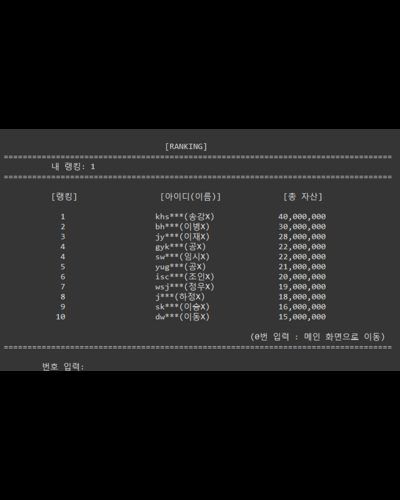 [RANKING]
================================================================================
내 랭킹: 1
================================================================================
[랭킹] [아이디(이름)] [총 자산]
1 khs***(송강X) 40,000,000
2 bh***(이병X) 30,000,000
3 jy***(이재X) 28,000,000
4 gyk***(공X) 22,000,000
4 sw***(임시X) 22,000,000
5 yug***(공X) 21,000,000
6 isc***(조인X) 20,000,000
7 wsj***(정우X) 19,000,000
8 j***(하정X) 18,000,000
9 sk***(이승X) 16,000,000
10 dw***(이동X) 15,000,000
(0번 입력 : 메인 화면으로 이동)
================================================================================
번호 입력: